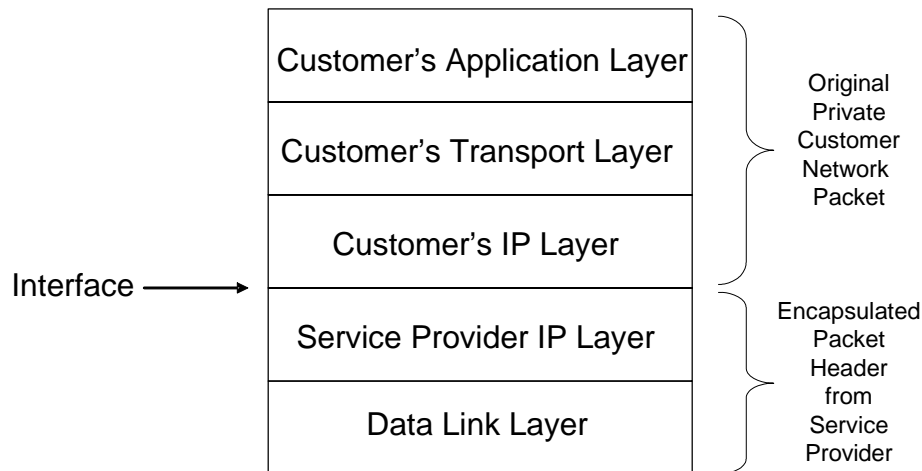 Customer’s Application Layer
Customer’s Transport Layer
Customer’s IP Layer
Interface
Service Provider IP Layer
Data Link Layer
Original
Private
Customer
Network
Packet
Encapsulated
Packet
Header
from
Service
Provider